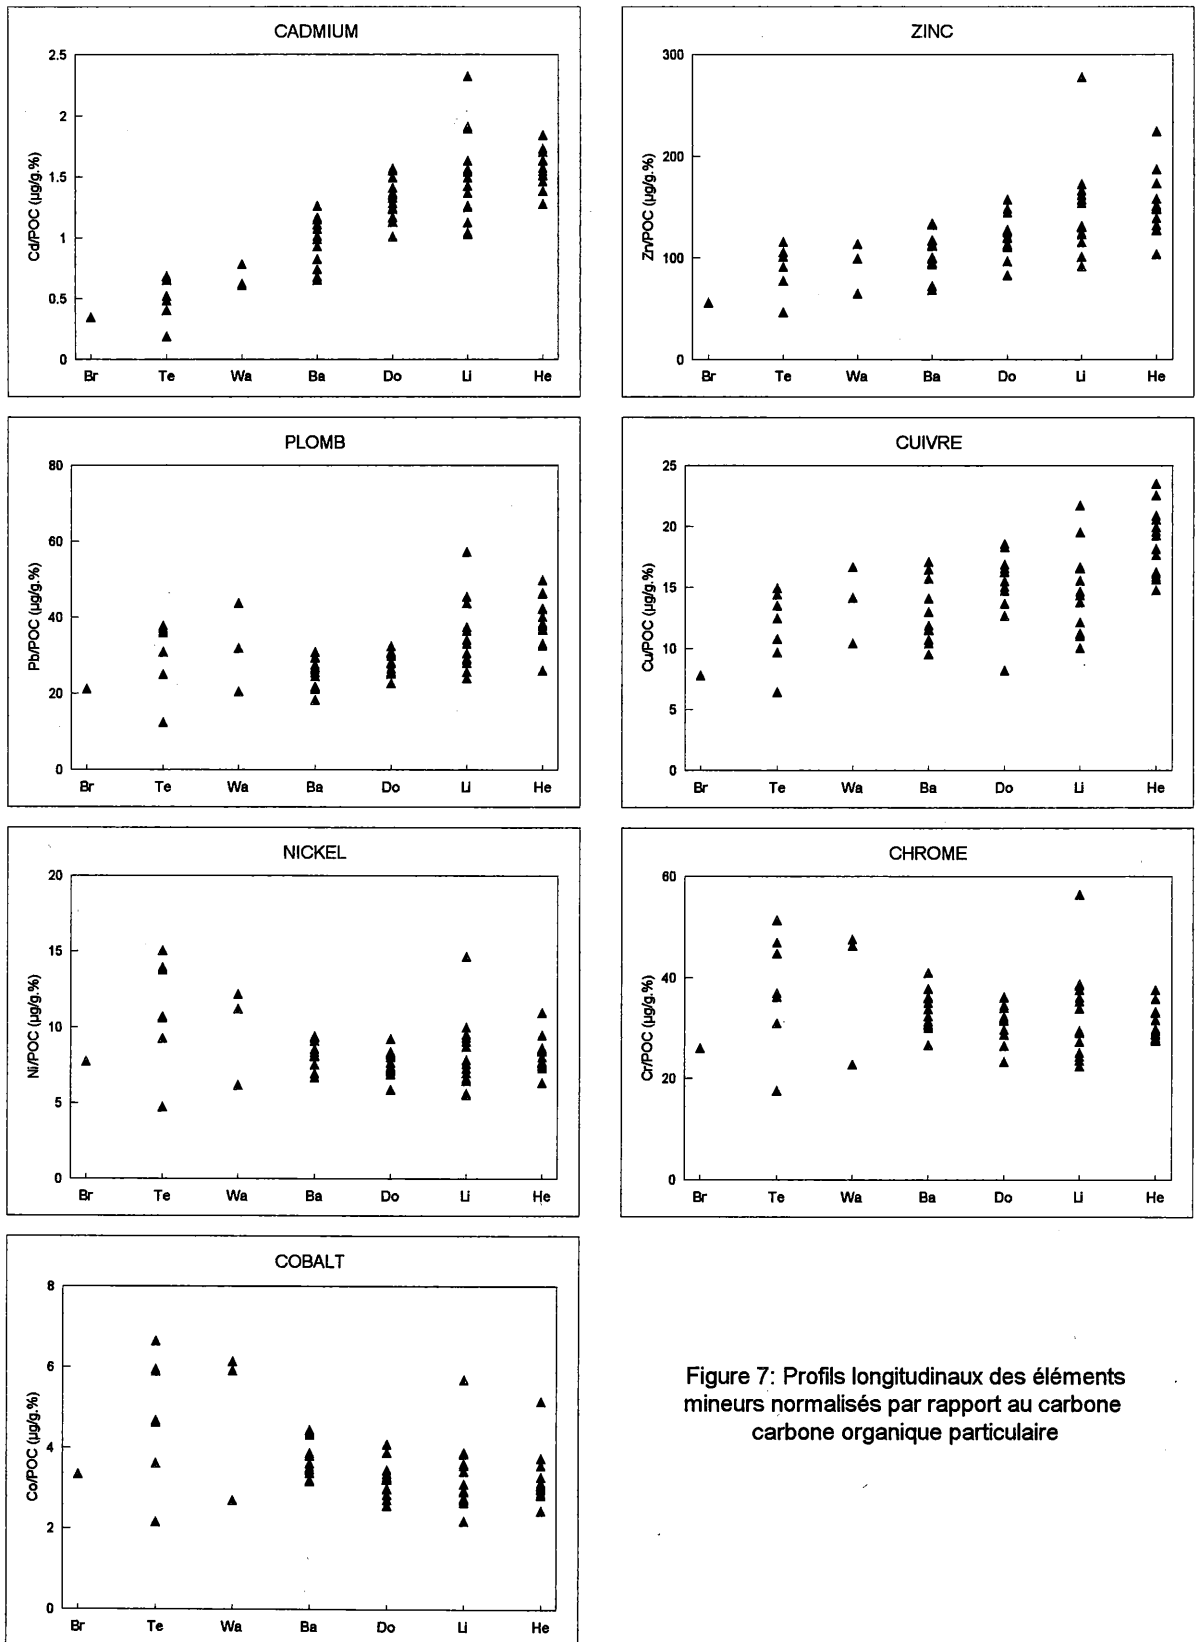 CADMIUM
Cd/POC (µg/g.%)
2.5
2
1.5
1
0.5
0
Br Te Wa Ba Do Li He
ZINC
Zn/POC (µg/g.%)
300
200
100
0
Br Te Wa Ba Do Li He
PLOMB
Pb/POC (µg/g.%)
80
60
40
20
0
Br Te Wa Ba Do Li He
CUIVRE
Cu/POC (µg/g.%)
25
20
15
10
5
0
Br Te Wa Ba Do Li He
NICKEL
Ni/POC (µg/g.%)
20
15
10
5
0
Br Te Wa Ba Do Li He
CHROME
Cr/POC (µg/g.%)
60
40
20
0
Br Te Wa Ba Do Li He
COBALT
Co/POC (µg/g.%)
8
6
4
2
0
Br Te Wa Ba Do Li He
Figure 7: Profils longitudinaux des éléments
mineurs normalisés par rapport au carbone
carbone organique particulaire